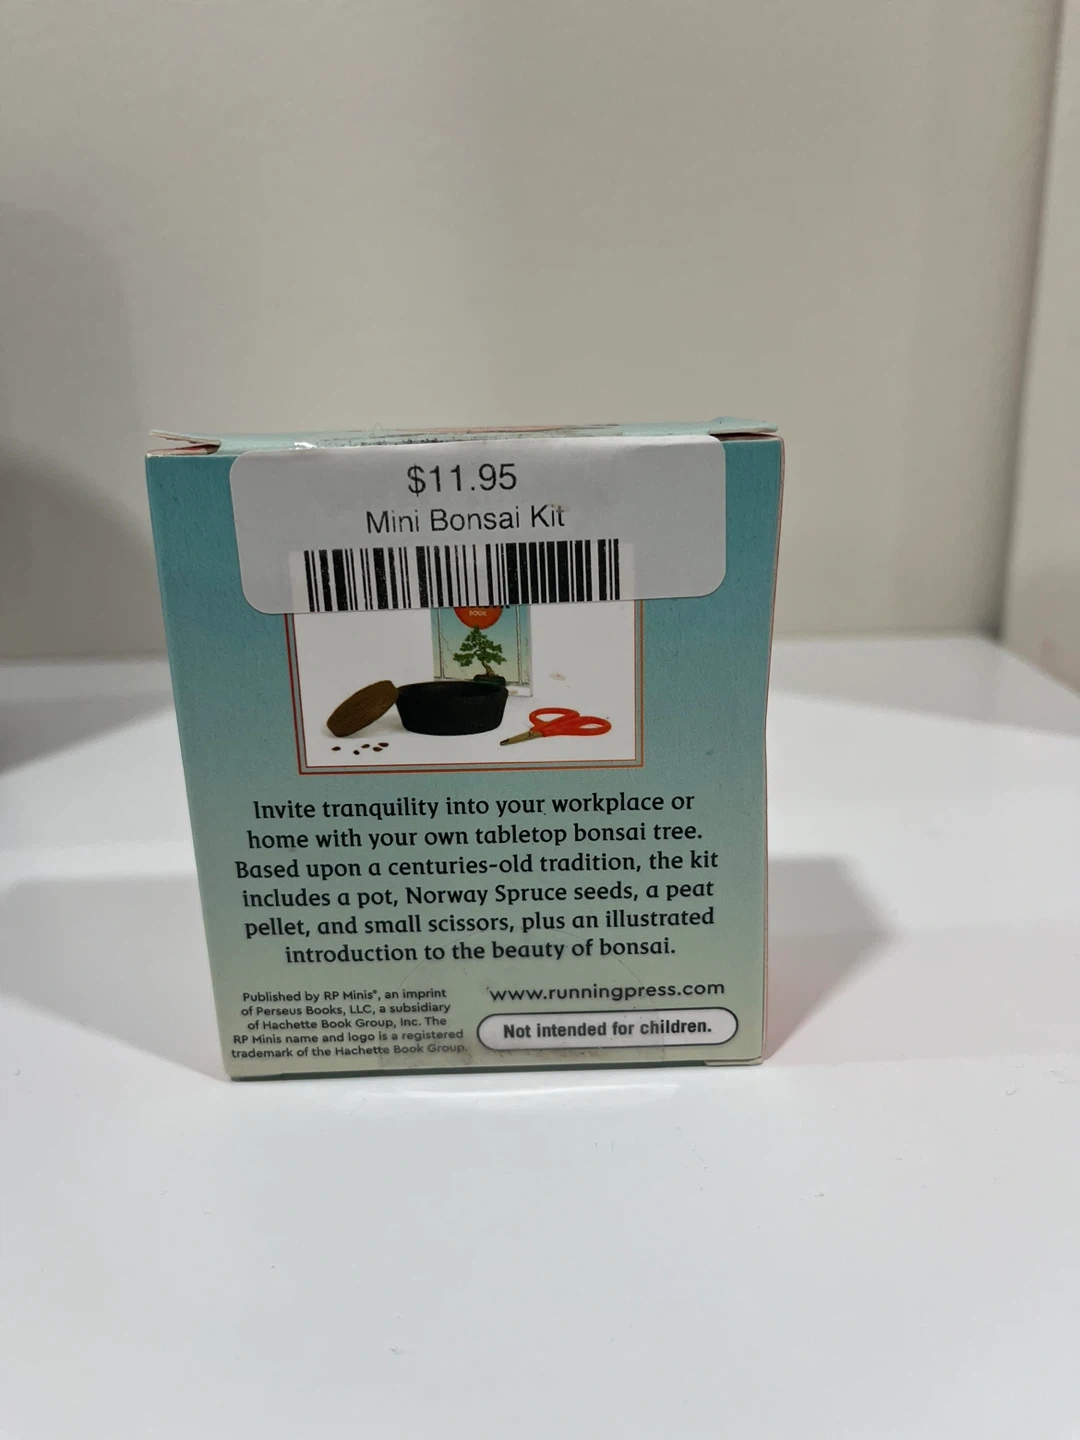 $11.95
Mini Bonsai Kit
BOOK
Invite tranquility into your workplace or
home with your own tabletop bonsai tree.
Based upon a centuries-old tradition, the kit
includes a pot, Norway Spruce seeds, a peat
pellet, and small scissors, plus an illustrated
introduction to the beauty of bonsai.
Published by RP Minis®, an imprint
of Perseus Books, LLC, a subsidiary
of Hachette Book Group, Inc. The
RP Minis name and logo is a registered
trademark of the Hachette Book Group.
www.runningpress.com
Not intended for children.